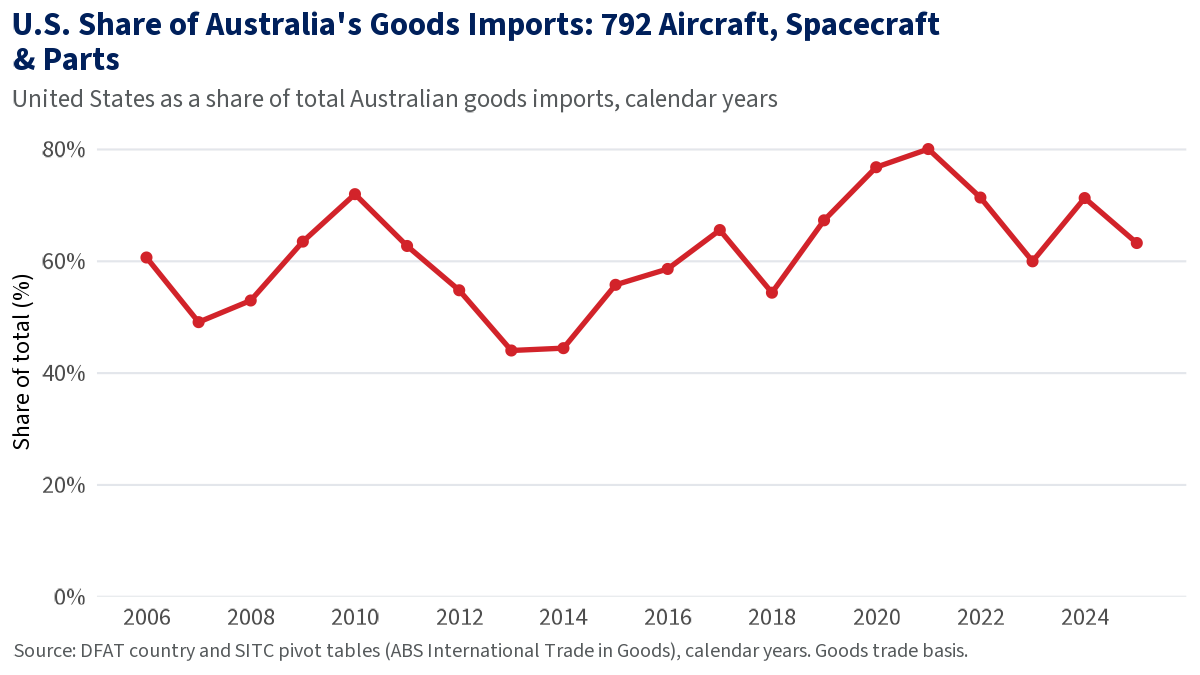 U.S. Share of Australia's Goods Imports: 792 Aircraft, Spacecraft
& Parts
United States as a share of total Australian goods imports, calendar years
Share of total (%)
80%
60%
40%
20%
0%
2006 2008 2010 2012 2014 2016 2018 2020 2022 2024
Source: DFAT country and SITC pivot tables (ABS International Trade in Goods), calendar years. Goods trade basis.